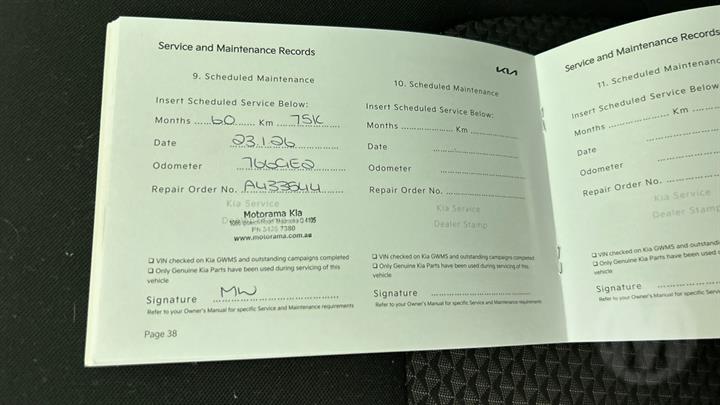 Service and Maintenance Records
9. Scheduled Maintenance
Insert Scheduled Service Below:
Months 60 Km 75K
Date 23.1.26
Odometer
Repair Order No. A433644
Kia Service
Motorama Kia
Ph 3426 7380
www.motorama.com.au
❏ VIN checked on Kia GWMS and outstanding campaigns completed
❏ Only Genuine Kia Parts have been used during servicing of this
vehicle
Signature MW
Refer to your Owner's Manual for specific Service and Maintenance requirements
Page 38
KIA
10. Scheduled Maintenance
Insert Scheduled Service Below:
Months Km
Date
Odometer
Repair Order No.
Kia Service
Dealer Stamp
❏ VIN checked on Kia GWMS and outstanding campaigns completed
❏ Only Genuine Kia Parts have been used during servicing of this
vehicle
Signature
Refer to your Owner's Manual for specific Service and Maintenance requirements
Service and Maintenance Records
11. Scheduled Maintenance
Insert Scheduled Service Below:
Months Km
Date
Odometer
Repair Order No.
Kia Service
Dealer Stamp
❏ VIN checked on Kia GWMS and outstanding
❏ Only Genuine Kia Parts have been used during
vehicle
Signature
Refer to your Owner's Manual for specific Service and Maintenance